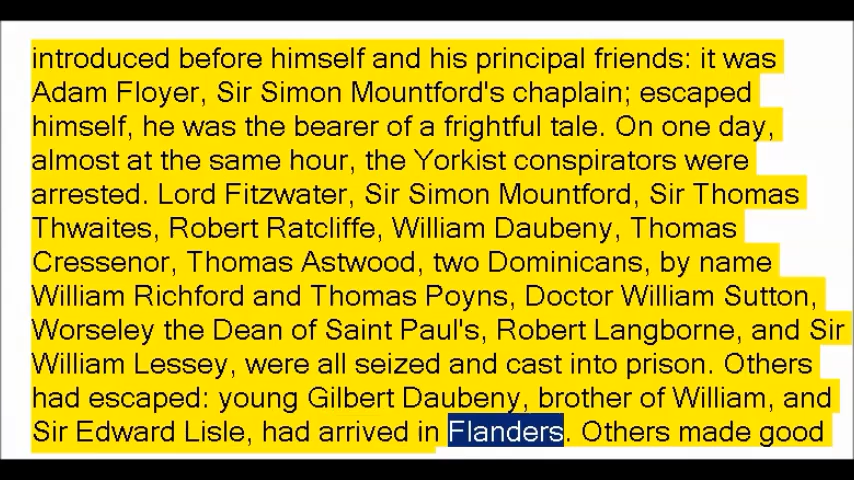 introduced before himself and his principal friends: it was
Adam Floyer, Sir Simon Mountford's chaplain; escaped
himself, he was the bearer of a frightful tale. On one day,
almost at the same hour, the Yorkist conspirators were
arrested. Lord Fitzwater, Sir Simon Mountford, Sir Thomas
Thwaites, Robert Ratcliffe, William Daubeny, Thomas
Cressenor, Thomas Astwood, two Dominicans, by name
William Richford and Thomas Poyns, Doctor William Sutton,
Worseley the Dean of Saint Paul's, Robert Langborne, and Sir
William Lessey, were all seized and cast into prison. Others
had escaped: young Gilbert Daubeny, brother of William, and
Sir Edward Lisle, had arrived in Flanders. Others made good